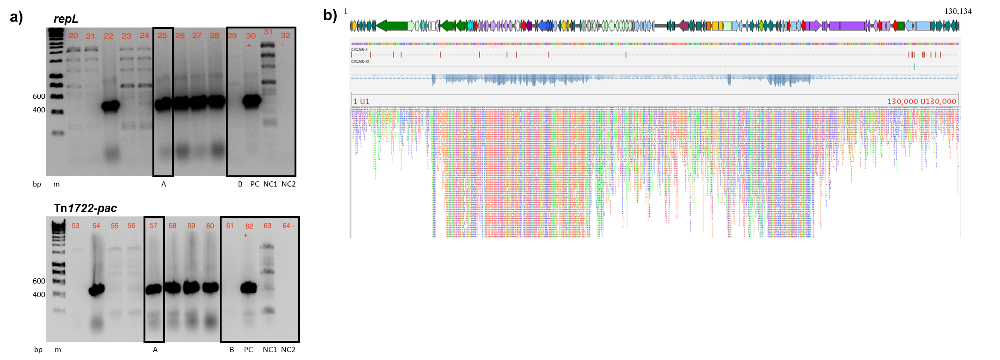 a)
repL
20 21 22 23 24 25 26 27 28 29 30 31 32
+ -
600
400
bp m A B PC NC1 NC2
Tn1722-pac
53 54 55 56 57 58 59 60 61 62 63 64 -
+
600
400
bp m A B PC NC1 NC2
b)
1 130,134
CIGAR-I
CIGAR-D
1 U1 130,000 U130,000